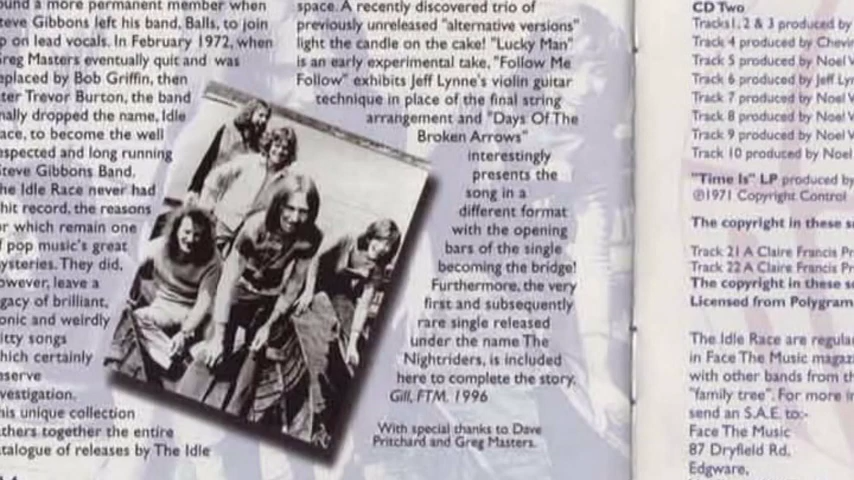 ound a more permanent member when
teve Gibbons left his band, Balls, to join
p on lead vocals. In February 1972, when
reg Masters eventually quit and was
eplaced by Bob Griffin, then
ter Trevor Burton, the band
nally dropped the name, Idle
ace, to become the well
espected and long running
teve Gibbons Band.
he Idle Race never had
hit record, the reasons
or which remain one
f pop music's great
ysteries. They did,
owever, leave a
gacy of brilliant,
onic and weirdly
itty songs
hich certainly
eserve
vestigation.
his unique collection
athers together the entire
atalogue of releases by The Idle
space. A recently discovered trio of
previously unreleased "alternative versions"
light the candle on the cake! "Lucky Man"
is an early experimental take, "Follow Me
Follow" exhibits Jeff Lynne's violin guitar
technique in place of the final string
arrangement and "Days Of The
Broken Arrows"
interestingly
presents the
song in a
different format
with the opening
bars of the single
becoming the bridge!
Furthermore, the very
first and subsequently
rare single released
under the name The
Nightriders, is included
here to complete the story.
Gill, FTM, 1996
With special thanks to Dave
Pritchard and Greg Masters.
CD Two
Tracks1, 2 & 3 produced by
Track 4 produced by Chevin
Track 5 produced by Noel W
Track 6 produced by Jeff Lyn
Track 7 produced by Noel W
Track 8 produced by Noel W
Track 9 produced by Noel W
Track 10 produced by Noel
"Time Is" LP produced by
℗1971 Copyright Control
The copyright in these so
Track 21 A Claire Francis Pr
Track 22 A Claire Francis Pr
The copyright in these so
Licensed from Polygram
The Idle Race are regular
in Face The Music magazi
with other bands from th
"family tree". For more in
send an S.A.E. to:-
Face The Music
87 Dryfield Rd,
Edgware,